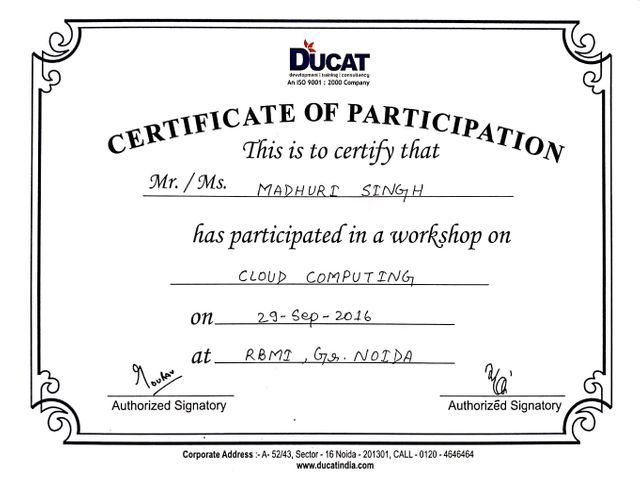 DUCAT
development | training | consultancy
An ISO 9001 : 2000 Company
CERTIFICATE OF PARTICIPATION
This is to certify that
Mr. / Ms. MADHURI SINGH
has participated in a workshop on
CLOUD COMPUTING
on 29-Sep-2016
at RBMI, Gr. NOIDA
Authorized Signatory Authorized Signatory
Corporate Address :- A- 52/43, Sector - 16 Noida - 201301, CALL - 0120 - 4646464
www.ducatindia.com